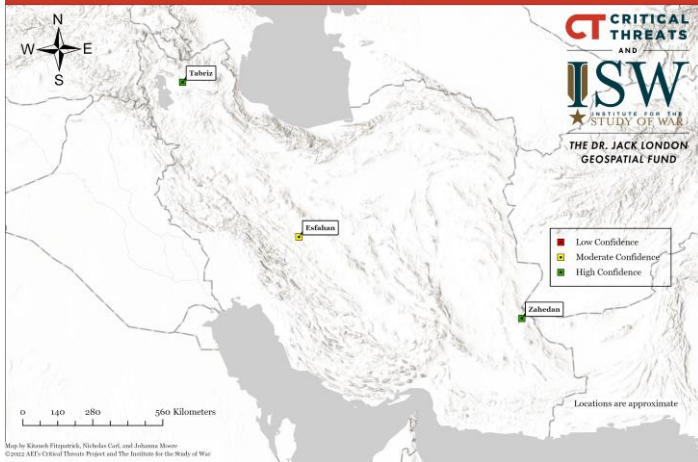 N
W E
S
Tabriz
CT CRITICAL
THREATS
AND
ISW
INSTITUTE FOR THE
STUDY OF WAR
THE DR. JACK LONDON
GEOSPATIAL FUND
Esfahan
Low Confidence
Moderate Confidence
High Confidence
Zahedan
Locations are approximate
0 140 280 560 Kilometers
Map by Kitaneh Fitzpatrick, Nicholas Carl, and Johanna Moore
©2022 AEI's Critical Threats Project and The Institute for the Study of War